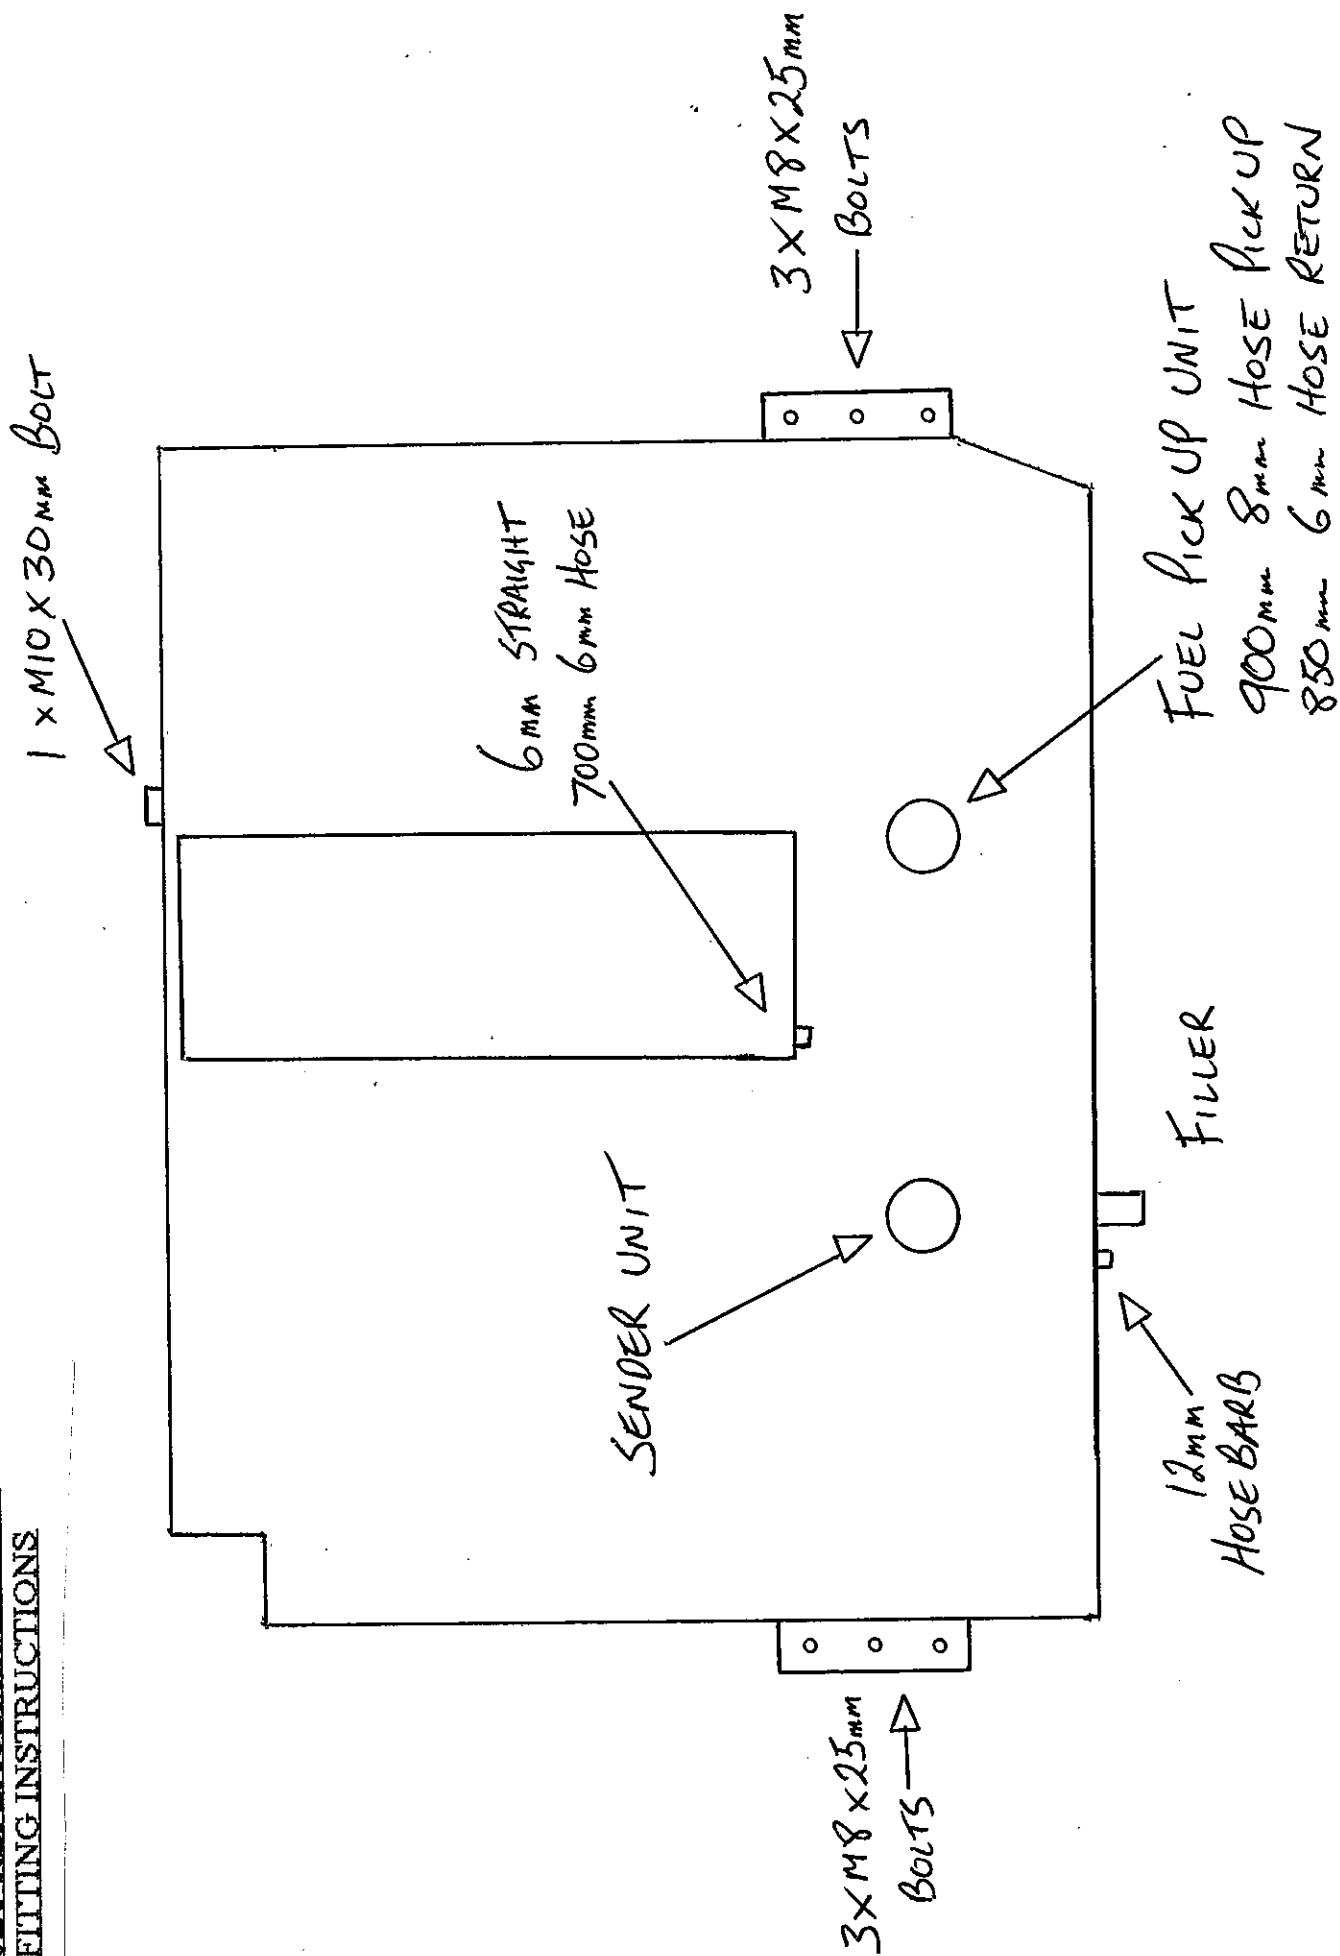 FITTING INSTRUCTIONS
1 x M10 x 30mm BOLT
3 x M8 x 25mm
BOLTS
6mm STRAIGHT
700mm 6mm HOSE
SENDER UNIT
3 x M8 x 25mm
BOLTS
12mm
HOSE BARB
FILLER
FUEL PICK UP UNIT
900mm 8mm HOSE PICK UP
850mm 6mm HOSE RETURN